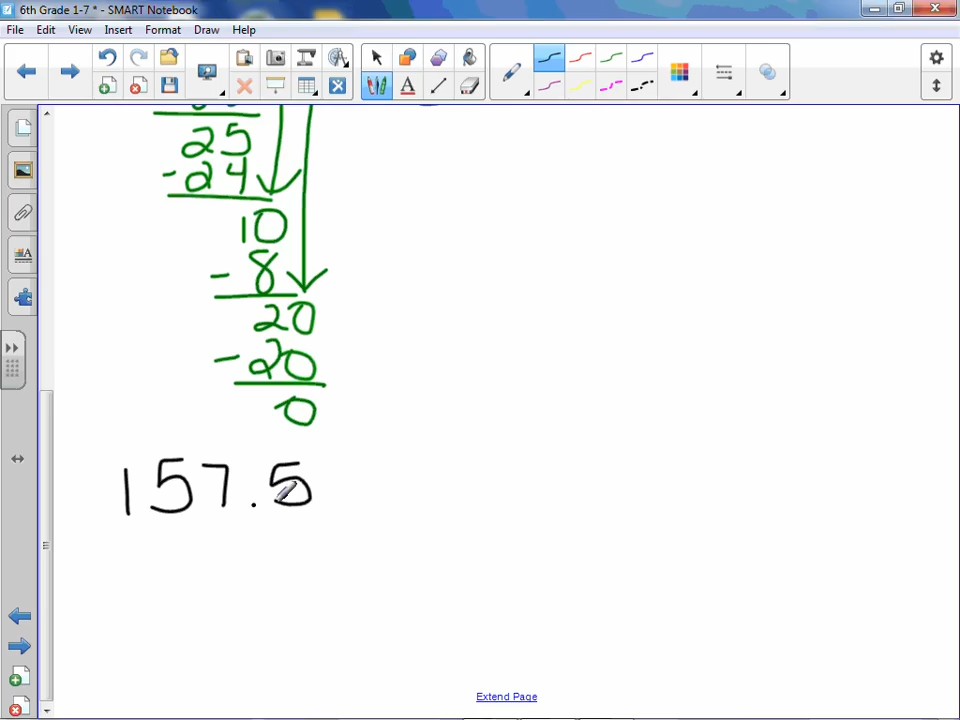 6th Grade 1-7 * - SMART Notebook
File Edit View Insert Format Draw Help
25
-24
10
- 8
20
-20
0
157.5
Extend Page